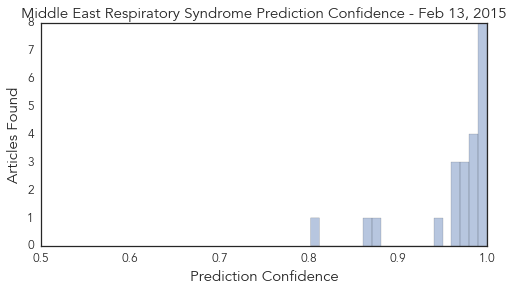 Middle East Respiratory Syndrome Prediction Confidence - Feb 13, 2015
8
7
6
5
4
3
2
1
0
Articles Found
0.5 0.6 0.7 0.8 0.9 1.0
Prediction Confidence